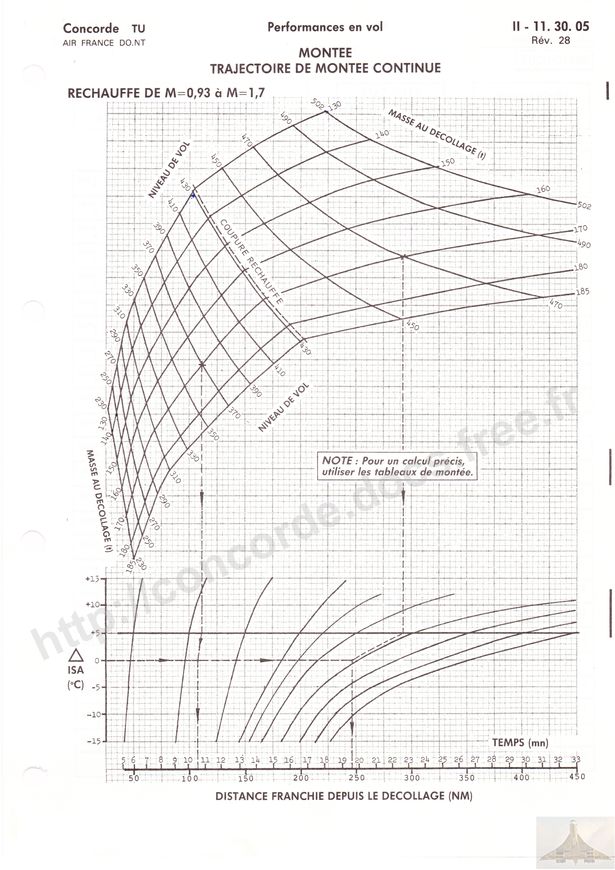 Concorde TU
AIR FRANCE DO.NT
Performances en vol
II - 11. 30. 05
Rév. 28
MONTEE
TRAJECTOIRE DE MONTEE CONTINUE
RECHAUFFE DE M=0,93 à M=1,7
502 130
490
140
MASSE AU DECOLLAGE (t)
470
150
450
160
NIVEAU DE VOL
430
502
410
170
490
COUPURE RECHAUFFE
390
180
370
185
470
350
450
330
430
310
410
290
390
270
370
NIVEAU DE VOL
250
350
230
330
130
310
140
290
150
270
MASSE AU DECOLLAGE (t)
160
250
170
180
185 230
NOTE : Pour un calcul précis,
utiliser les tableaux de montée.
http://concorde.docs.free.fr
+15
+10
+5
0
-5
-10
-15
△
ISA
(°C)
TEMPS (mn)
5 6 7 8 9 10 11 12 13 14 15 16 17 18 19 20 21 22 23 24 25 26 27 28 29 30 31 32 33
50 100 150 200 250 300 350 400 450
DISTANCE FRANCHIE DEPUIS LE DECOLLAGE (NM)